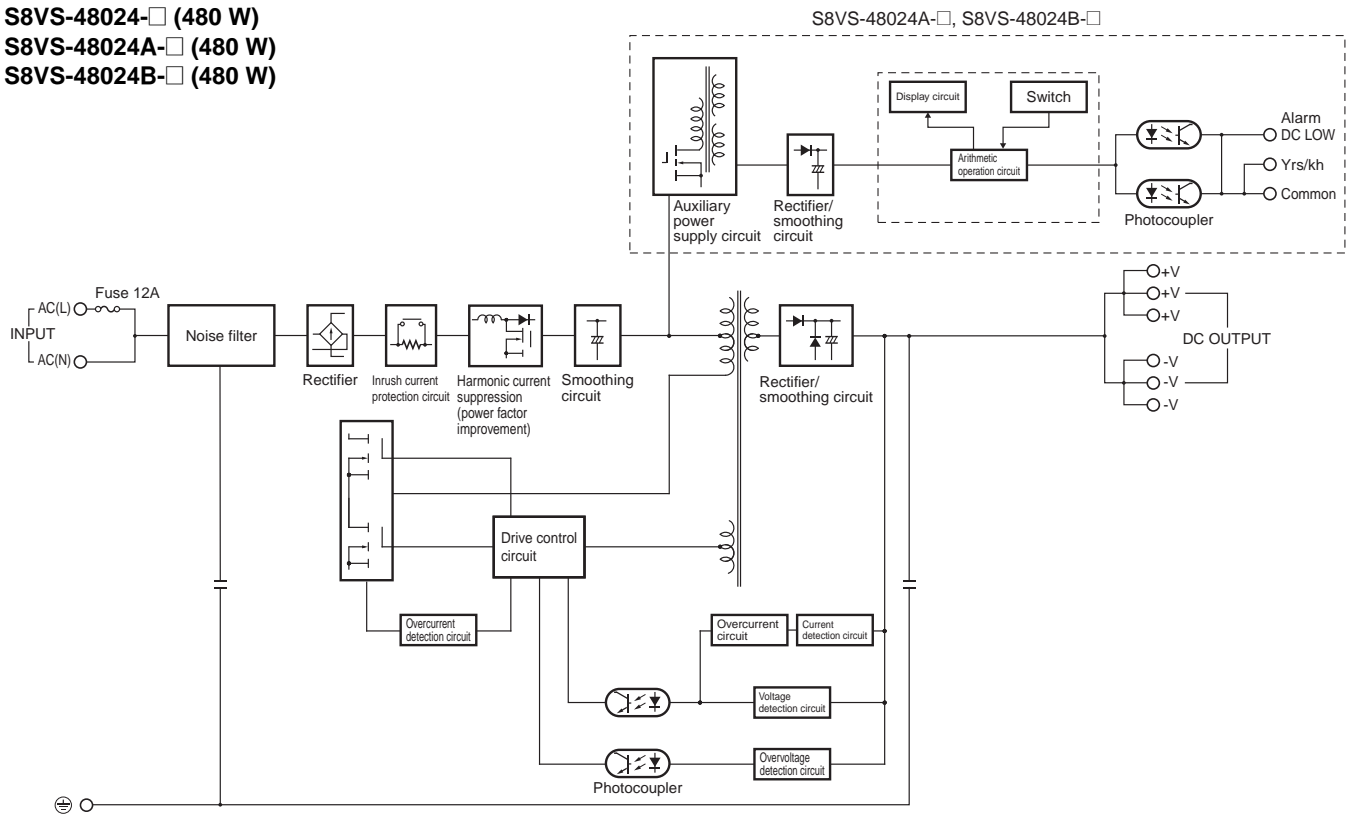 S8VS-48024-□ (480 W)
S8VS-48024A-□ (480 W)
S8VS-48024B-□ (480 W)
S8VS-48024A-□, S8VS-48024B-□
Display circuit
Switch
Arithmetic
operation circuit
Alarm
DC LOW
Yrs/kh
Common
Photocoupler
Auxiliary
power
supply circuit
Rectifier/
smoothing
circuit
INPUT
AC(L)
Fuse 12A
AC(N)
Noise filter
Rectifier
Inrush current
protection circuit
Harmonic current
suppression
(power factor
improvement)
Smoothing
circuit
Rectifier/
smoothing circuit
+V
+V
+V
DC OUTPUT
-V
-V
-V
Drive control
circuit
Overcurrent
detection circuit
Overcurrent
circuit
Current
detection circuit
Voltage
detection circuit
Overvoltage
detection circuit
Photocoupler